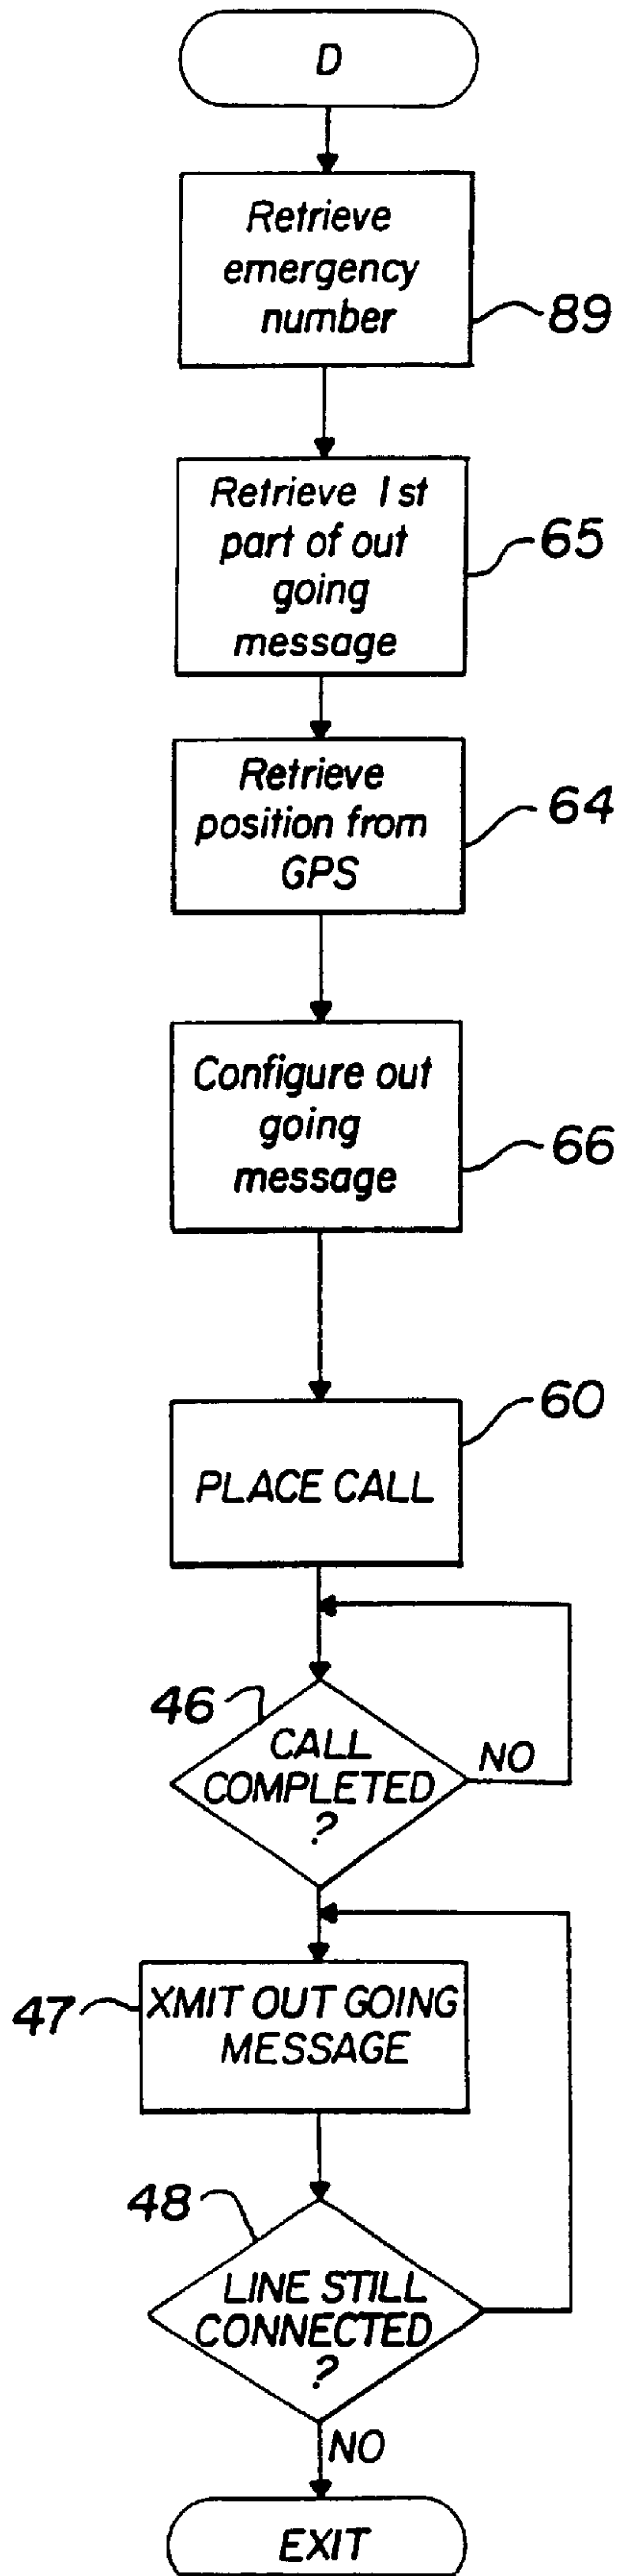 D
Retrieve
emergency
number
89
Retrieve 1st
part of out
going
message
65
Retrieve
position from
GPS
64
Configure out
going
message
66
60
PLACE CALL
46
CALL
COMPLETED
?
NO
47
XMIT OUT GOING
MESSAGE
48
LINE STILL
CONNECTED
?
NO
EXIT